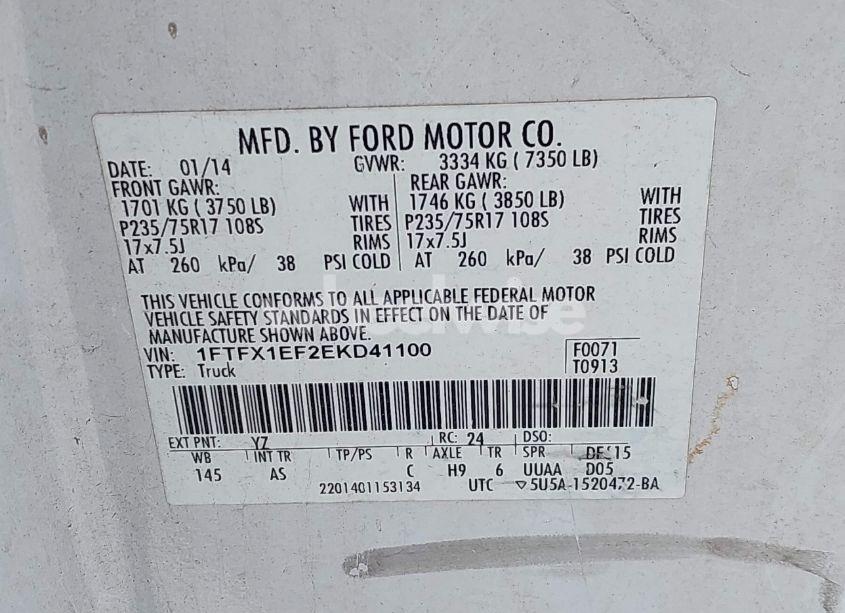 MFD. BY FORD MOTOR CO.
DATE: 01/14 GVWR: 3334 KG ( 7350 LB)
FRONT GAWR: REAR GAWR:
1701 KG ( 3750 LB) WITH 1746 KG ( 3850 LB) WITH
P235/75R17 108S TIRES P235/75R17 108S TIRES
17x7.5J RIMS 17x7.5J RIMS
AT 260 kPa/ 38 PSI COLD AT 260 kPa/ 38 PSI COLD
THIS VEHICLE CONFORMS TO ALL APPLICABLE FEDERAL MOTOR
VEHICLE SAFETY STANDARDS IN EFFECT ON THE DATE OF
MANUFACTURE SHOWN ABOVE.
VIN: 1FTFX1EF2EKD41100 F0071
TYPE: Truck T0913
EXT PNT: YZ RC: 24 DSO:
WB INT TR TP/PS R AXLE TR SPR
145 AS C H9 6 UUAA D05
2201401153134 UTC ▽5U5A-1520472-BA